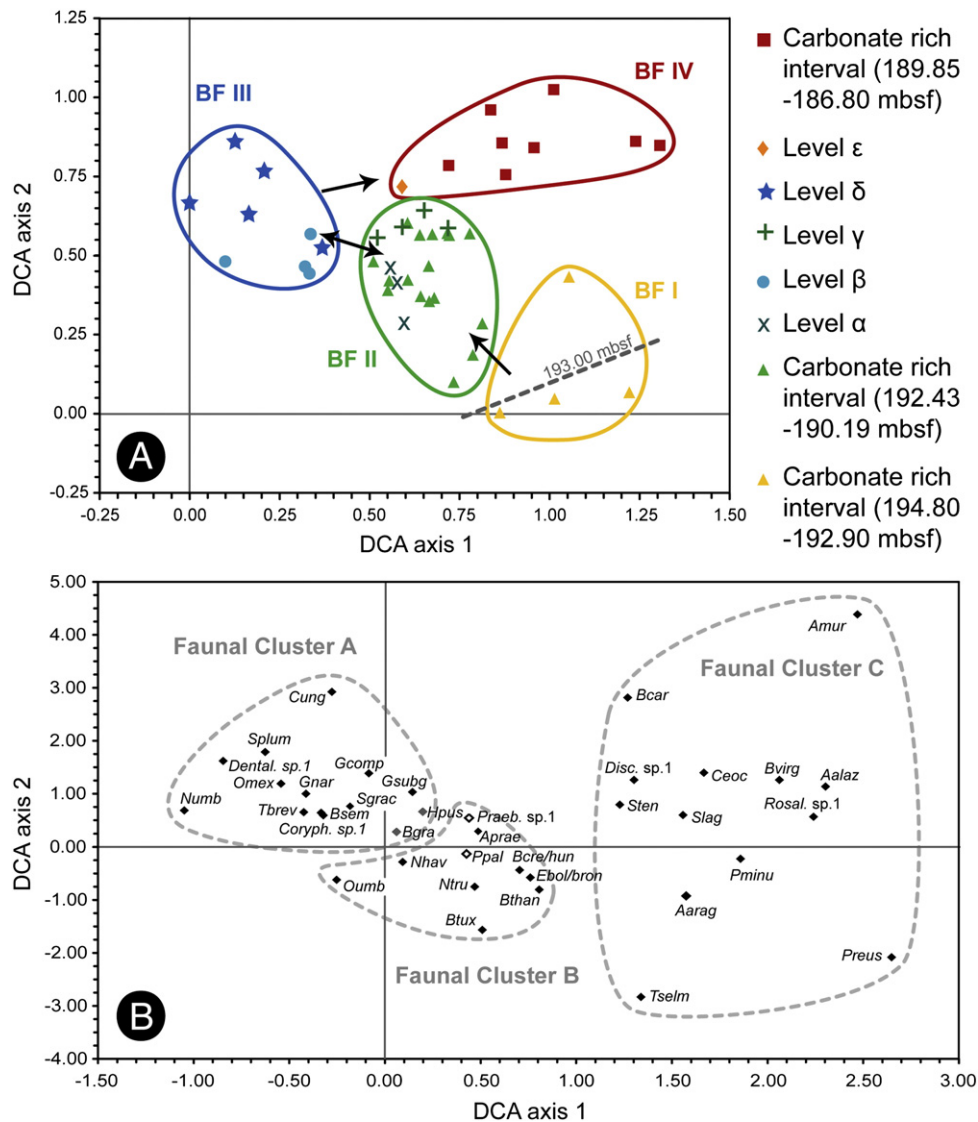 1.25
1.00
0.75
0.50
0.25
0.00
-0.25
-0.25
0.00
0.25
0.50
0.75
1.00
1.25
1.50
DCA axis 2
DCA axis 1
BF III
BF IV
BF II
BF I
193.00 mbsf
A
Carbonate rich
interval (189.85
-186.80 mbsf)
Level ε
Level δ
Level γ
Level β
Level α
Carbonate rich
interval (192.43
-190.19 mbsf)
Carbonate rich
interval (194.80
-192.90 mbsf)
5.00
4.00
3.00
2.00
1.00
0.00
-1.00
-2.00
-3.00
-4.00
-1.50
-1.00
-0.50
0.00
0.50
1.00
1.50
2.00
2.50
3.00
DCA axis 2
DCA axis 1
Faunal Cluster A
Cung
Splum
Dental. sp.1
Omex
Gnar
Gcomp
Gsubg
Numb
Tbrev
Bsem
Sgrac
Coryph. sp.1
Hpus
Bgra
Praeb. sp.1
Aprae
Ppal
Nhav
Bcre/hun
Oumb
Ntru
Ebol/bron
Bthan
Btux
Faunal Cluster B
Amur
Faunal Cluster C
Bcar
Disc. sp.1
Ceoc
Bvirg
Aalaz
Sten
Slag
Rosal. sp.1
Pminu
Aarag
Preus
Tselm
B